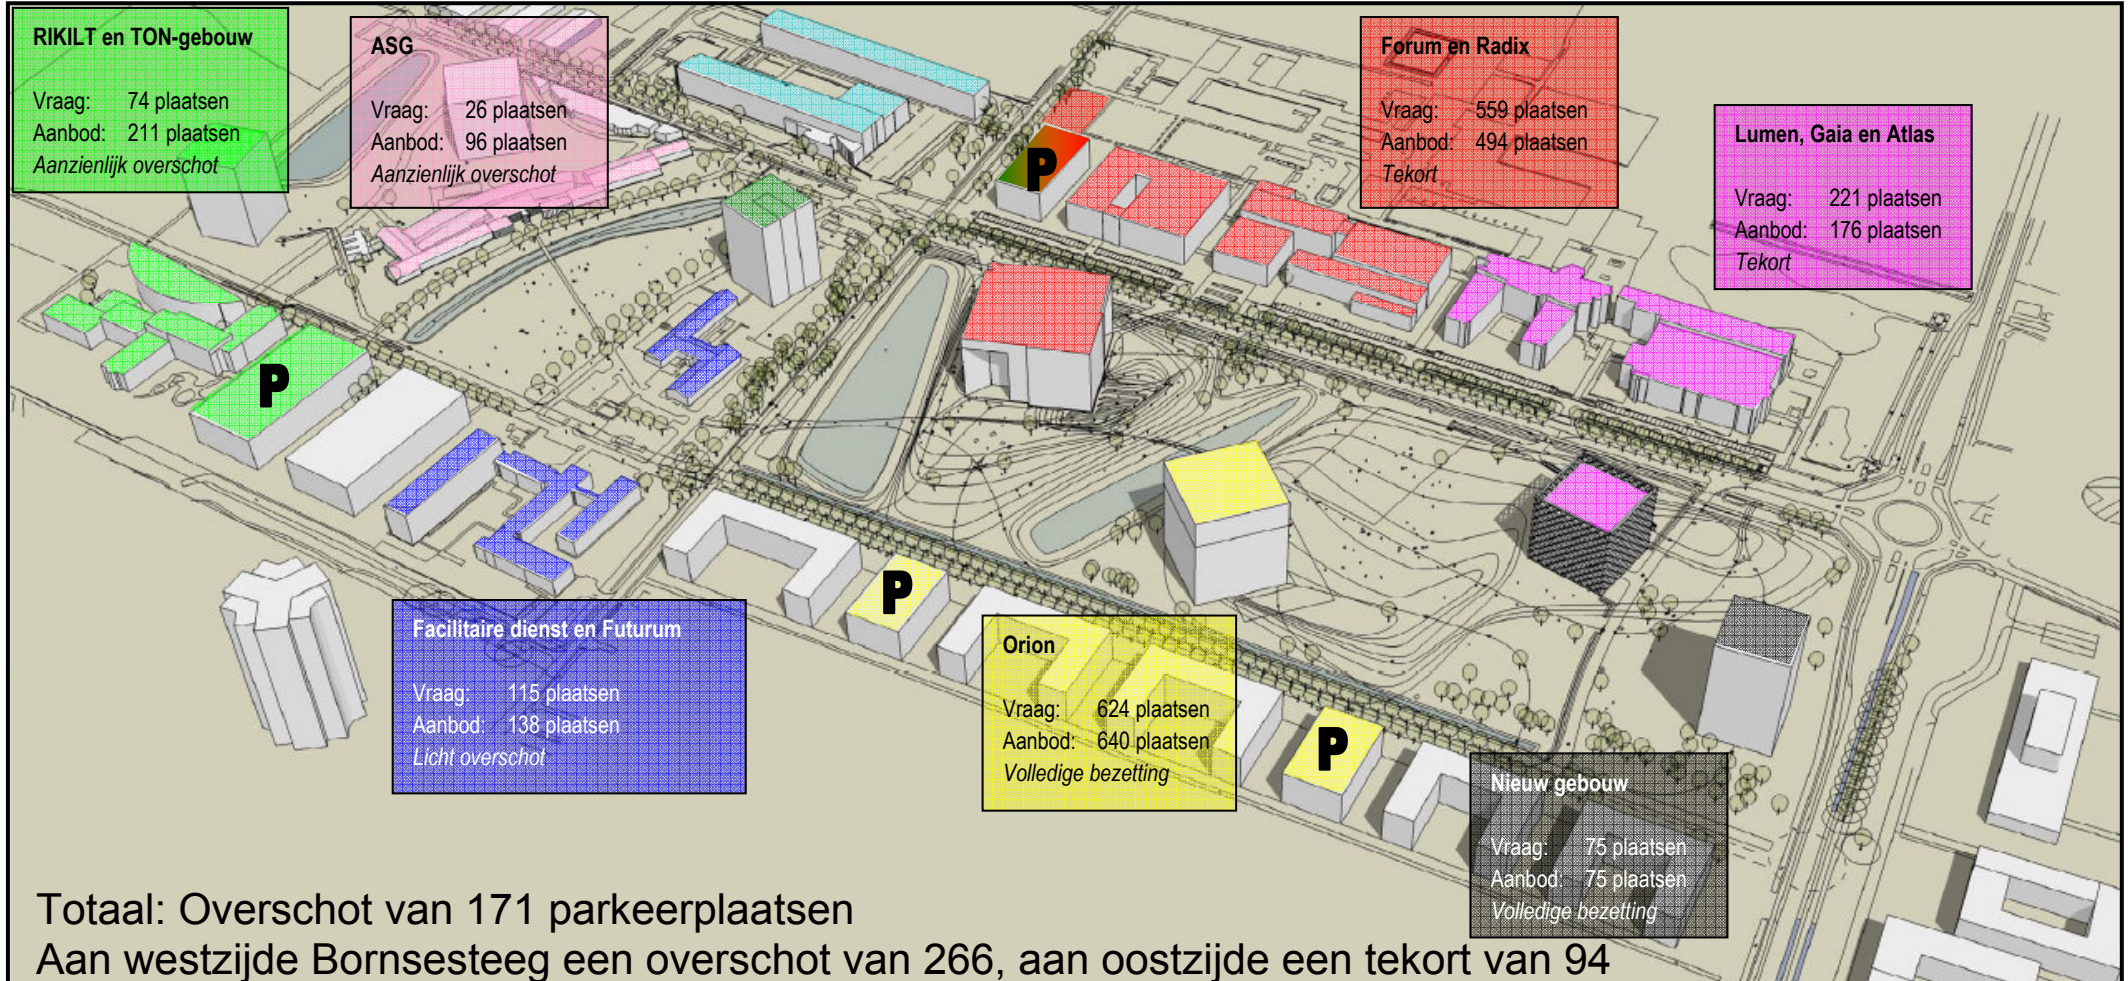 RIKILT en TON-gebouw
Vraag: 74 plaatsen
Aanbod: 211 plaatsen
Aanzienlijk overschot
ASG
Vraag: 26 plaatsen
Aanbod: 96 plaatsen
Aanzienlijk overschot
Forum en Radix
Vraag: 559 plaatsen
Aanbod: 494 plaatsen
Tekort
Lumen, Gaia en Atlas
Vraag: 221 plaatsen
Aanbod: 176 plaatsen
Tekort
P
P
P
P
Facilitaire dienst en Futurum
Vraag: 115 plaatsen
Aanbod: 138 plaatsen
Licht overschot
Orion
Vraag: 624 plaatsen
Aanbod: 640 plaatsen
Volledige bezetting
Nieuw gebouw
Vraag: 75 plaatsen
Aanbod: 75 plaatsen
Volledige bezetting
Totaal: Overschot van 171 parkeerplaatsen
Aan westzijde Bornsesteeg een overschot van 266, aan oostzijde een tekort van 94